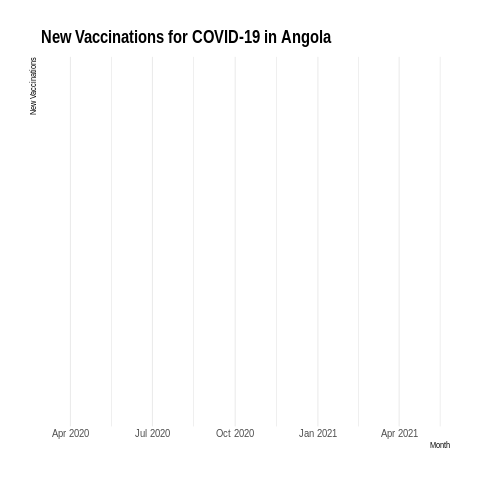 New Vaccinations for COVID-19 in Angola
New Vaccinations
Apr 2020 Jul 2020 Oct 2020 Jan 2021 Apr 2021
Month